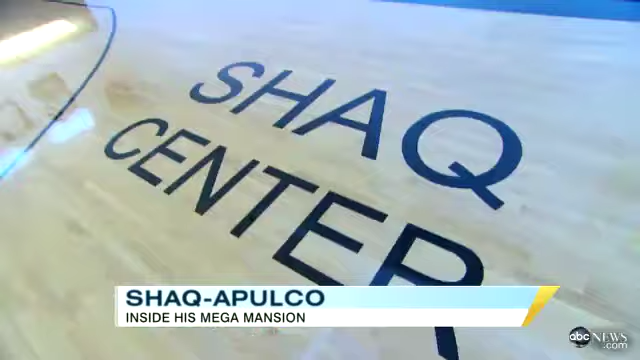 SHAQ
CENTER
SHAQ-APULCO
INSIDE HIS MEGA MANSION
abc NEWS
.com